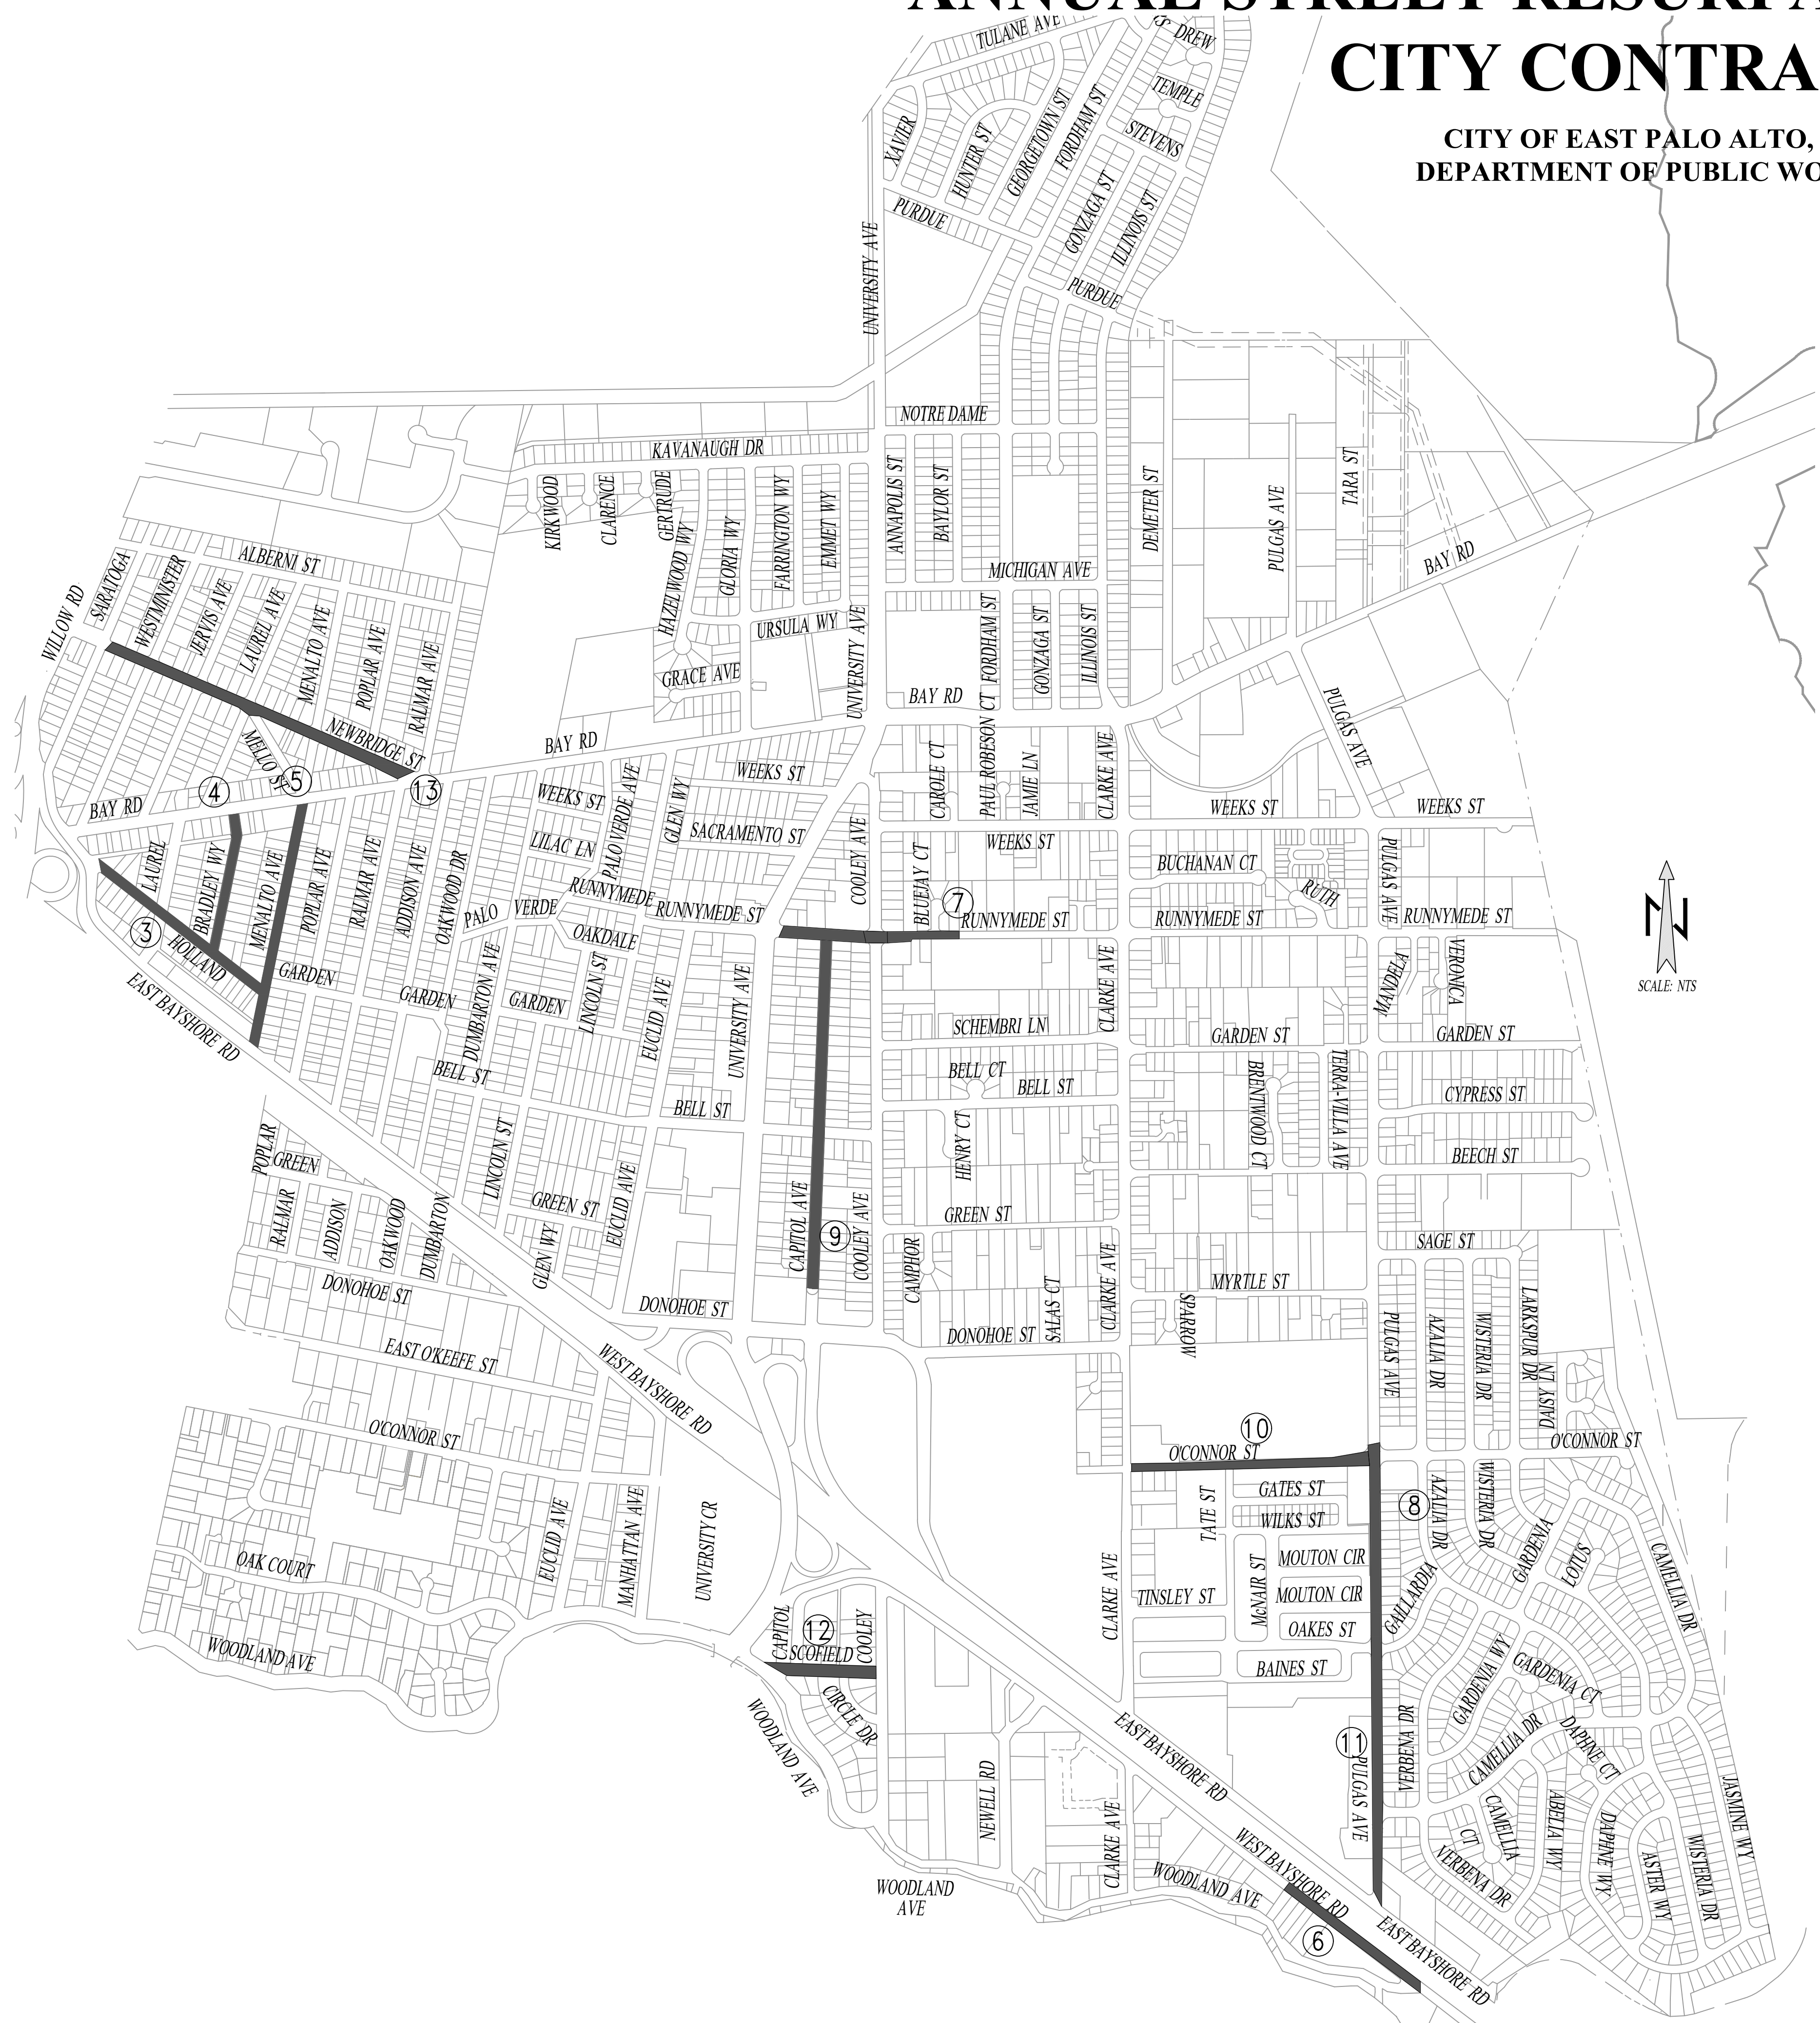 ANNUAL STREET RESURFA
CITY CONTRA
CITY OF EAST PALO ALTO,
DEPARTMENT OF PUBLIC WO
TULANE AVE
DREW
TEMPLE
STEVENS
XAVIER
HUNTER ST
GEORGETOWN ST
FORDHAM ST
GONZAGA ST
ILLINOIS ST
PURDUE
PURDUE
UNIVERSITY AVE
NOTRE DAME
KAVANAUGH DR
KIRKWOOD
CLARENCE
GERTRUDE
HAZELWOOD WY
GLORIA WY
FARRINGTON WY
EMMET WY
ANNAPOLIS ST
BAYLOR ST
DEMETER ST
PULGAS AVE
TARA ST
BAY RD
MICHIGAN AVE
ALBERNI ST
WILLOW RD
SARATOGA
WESTMINISTER
JERVIS AVE
LAUREL AVE
MENALTO AVE
POPLAR AVE
RALMAR AVE
URSULA WY
GRACE AVE
UNIVERSITY AVE
FORDHAM ST
GONZAGA ST
ILLINOIS ST
BAY RD
PAUL ROBESON CT
PULGAS AVE
NEWBRIDGE ST
MELLO ST
BAY RD
BAY RD
4
5
13
WEEKS ST
WEEKS ST
PALO VERDE AVE
GLEN WY
SACRAMENTO ST
LILAC LN
CAROLE CT
JAMIE LN
CLARKE AVE
WEEKS ST
WEEKS ST
WEEKS ST
COOLEY AVE
BLUEJAY CT
BUCHANAN CT
RUTH
PULGAS AVE
LAUREL
BRADLEY WY
MENALTO AVE
POPLAR AVE
RALMAR AVE
ADDISON AVE
OAKWOOD DR
PALO
VERDE
RUNNYMEDE
RUNNYMEDE ST
7
RUNNYMEDE ST
RUNNYMEDE ST
RUNNYMEDE ST
OAKDALE
3
HOLLAND
GARDEN
GARDEN
GARDEN
DUMBARTON AVE
LINCOLN ST
EUCLID AVE
UNIVERSITY AVE
CLARKE AVE
MANDELA
VERONICA
N
SCALE: NTS
EAST BAYSHORE RD
SCHEMBRI LN
GARDEN ST
GARDEN ST
BELL ST
BELL CT
BELL ST
BELL ST
BRENTWOOD CT
TERRA-VILLA AVE
CYPRESS ST
BEECH ST
HENRY CT
POPLAR
GREEN
LINCOLN ST
GREEN ST
EUCLID AVE
CAPITOL AVE
9
COOLEY AVE
GREEN ST
RALMAR
ADDISON
OAKWOOD
DUMBARTON
GLEN WY
SAGE ST
CAMPHOR
SALAS CT
CLARKE AVE
MYRTLE ST
SPARROW
DONOHOE ST
DONOHOE ST
DONOHOE ST
EAST O'KEEFE ST
WEST BAYSHORE RD
PULGAS AVE
AZALIA DR
WISTERIA DR
LARKSPUR DR
DAISY LN
O'CONNOR ST
10
O'CONNOR ST
O'CONNOR ST
GATES ST
WILKS ST
TATE ST
8
AZALIA DR
WISTERIA DR
GARDENIA
LOTUS
CAMELLIA DR
EUCLID AVE
MANHATTAN AVE
UNIVERSITY CR
OAK COURT
WOODLAND AVE
CLARKE AVE
McNAIR ST
MOUTON CIR
MOUTON CIR
TINSLEY ST
OAKES ST
BAINES ST
GAILLARDIA
CAPITOL
12
COOLEY
SCOFIELD
CIRCLE DR
WOODLAND AVE
GARDENIA WY
GARDENIA CT
11
PULGAS AVE
VERBENA DR
CAMELLIA DR
DAPHNE CT
EAST BAYSHORE RD
NEWELL RD
CLARKE AVE
CAMELLIA
CT
ABELIA WY
DAPHNE WY
ASTER WY
WISTERIA DR
JASMINE WY
VERBENA DR
WEST BAYSHORE RD
WOODLAND AVE
WOODLAND
AVE
6
EAST BAYSHORE RD